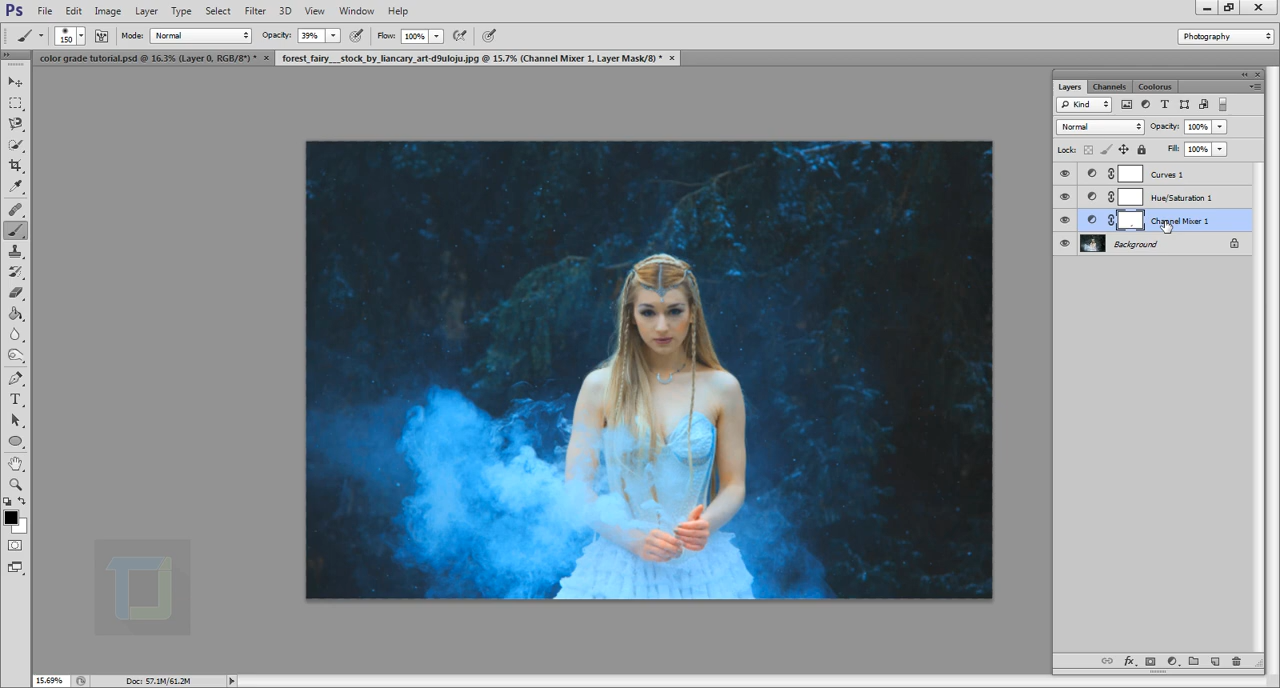 Ps File Edit Image Layer Type Select Filter 3D View Window Help
150 Mode: Normal Opacity: 39% Flow: 100% Photography
color grade tutorial.psd @ 16.3% (Layer 0, RGB/8*) * × forest_fairy___stock_by_liancary_art-d9uloju.jpg @ 15.7% (Channel Mixer 1, Layer Mask/8) * ×
Layers Channels Coolorus
Kind
Normal Opacity: 100%
Lock: Fill: 100%
Curves 1
Hue/Saturation 1
Channel Mixer 1
Background
15.69% Doc: 57.1M/61.2M